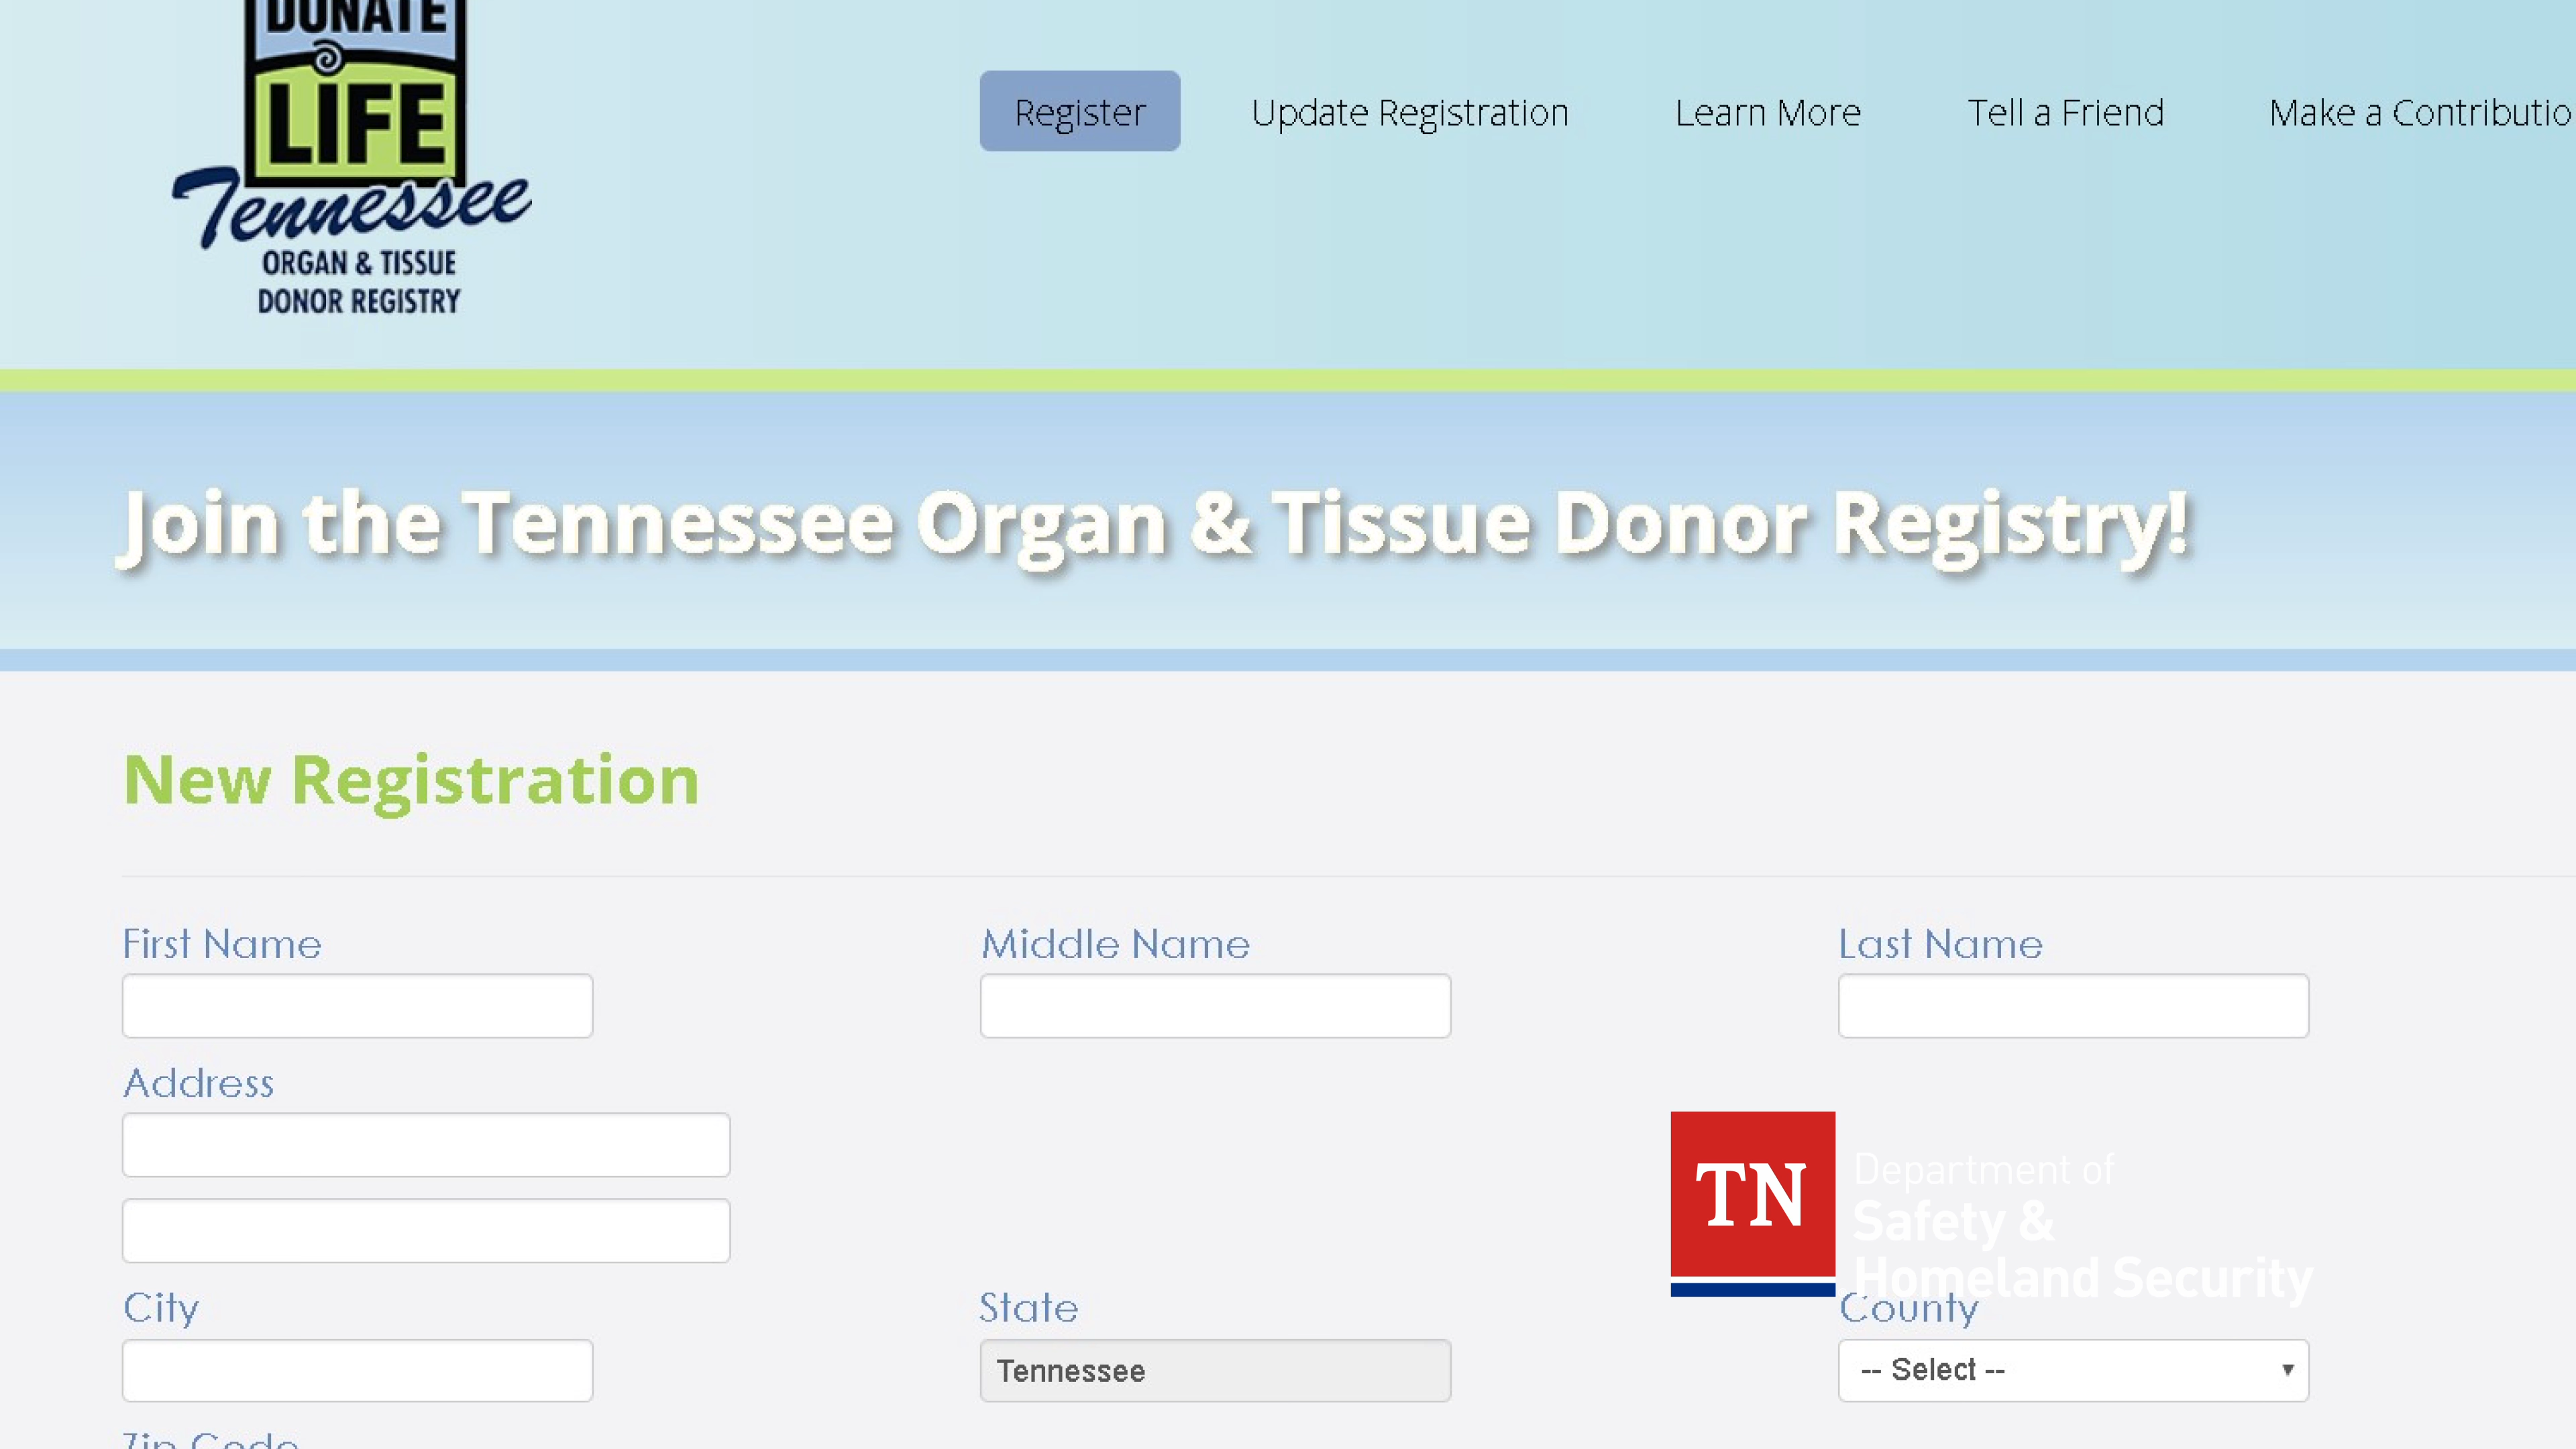 DONATE
LIFE
Tennessee
ORGAN & TISSUE
DONOR REGISTRY
Register Update Registration Learn More Tell a Friend Make a Contributio
Join the Tennessee Organ & Tissue Donor Registry!
New Registration
First Name Middle Name Last Name
Address
TN
Department of
Safety &
Homeland Security
City State County
Tennessee -- Select --
Zip Code